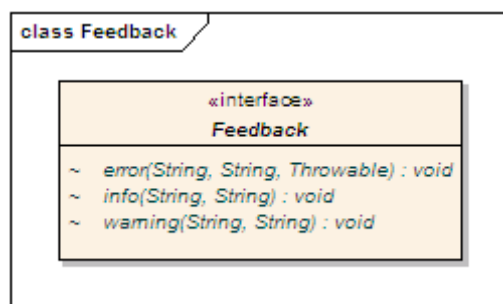 class Feedback
«interface»
Feedback
~ error(String, String, Throwable) : void
~ info(String, String) : void
~ warning(String, String) : void